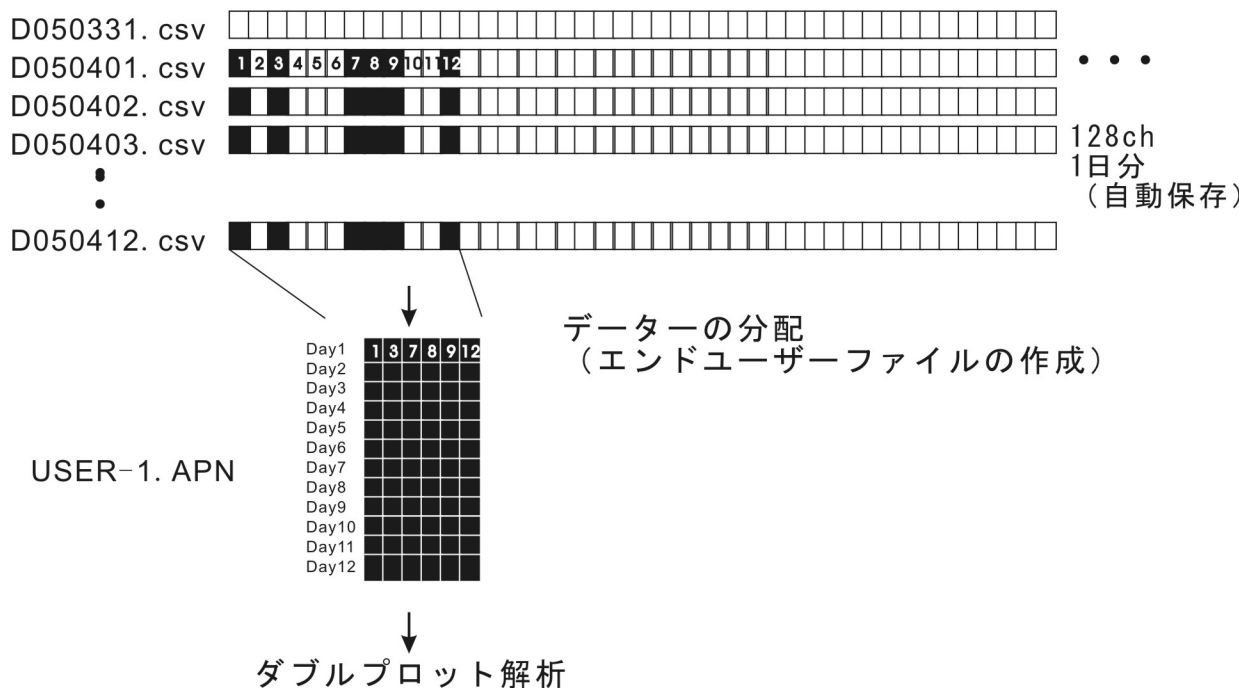 D050331. csv
D050401. csv 1 2 3 4 5 6 7 8 9 10 11 12 • • •
D050402. csv
D050403. csv
128ch
1日分
（自動保存）
D050412. csv
データーの分配
（エンドユーザーファイルの作成）
Day1 1 3 7 8 9 12
Day2
Day3
Day4
Day5
Day6
Day7
Day8
Day9
Day10
Day11
Day12
USER-1. APN
ダブルプロット解析